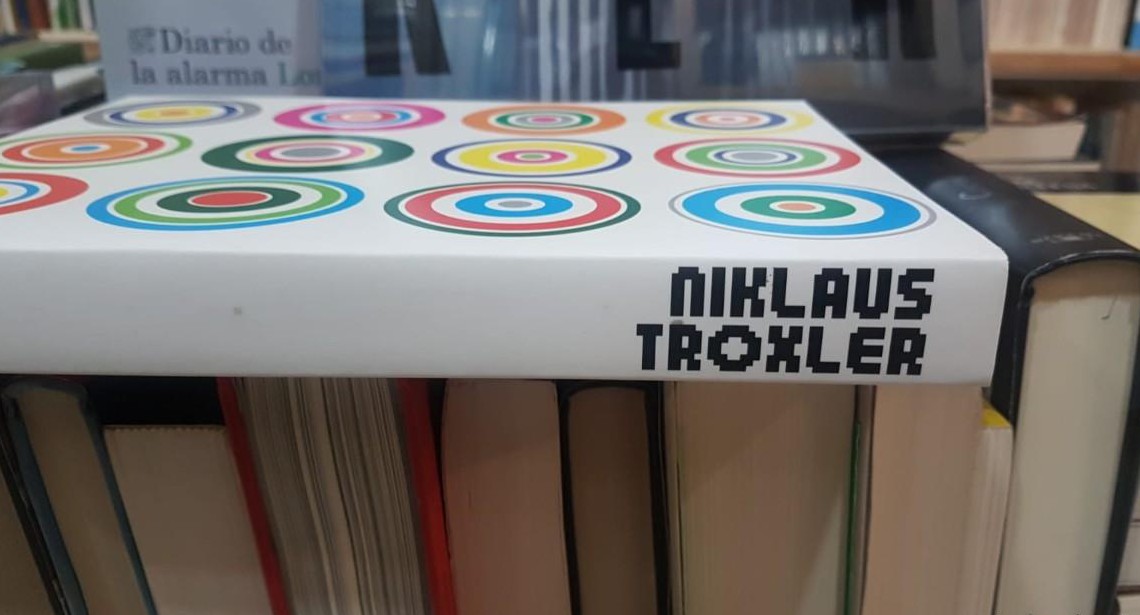 Diario de
la alarma
NIKLAUS
TROXLER